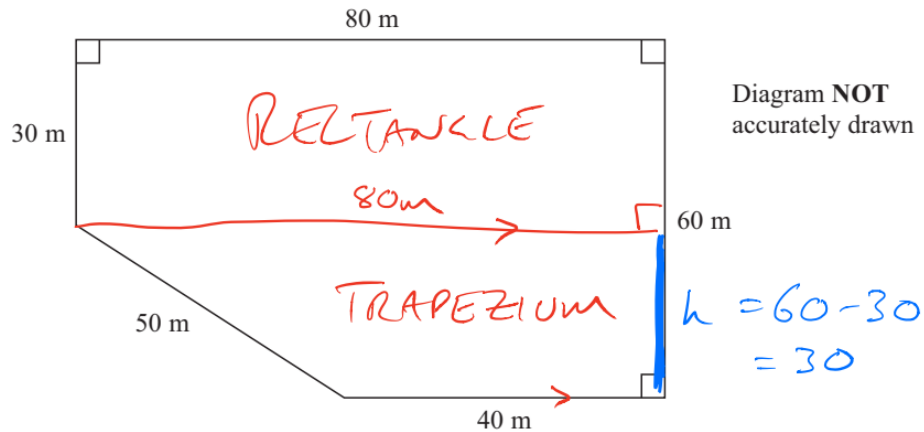 80 m
30 m
RECTANGLE
Diagram NOT
accurately drawn
80m
60 m
50 m
TRAPEZIUM
h = 60 - 30
= 30
40 m